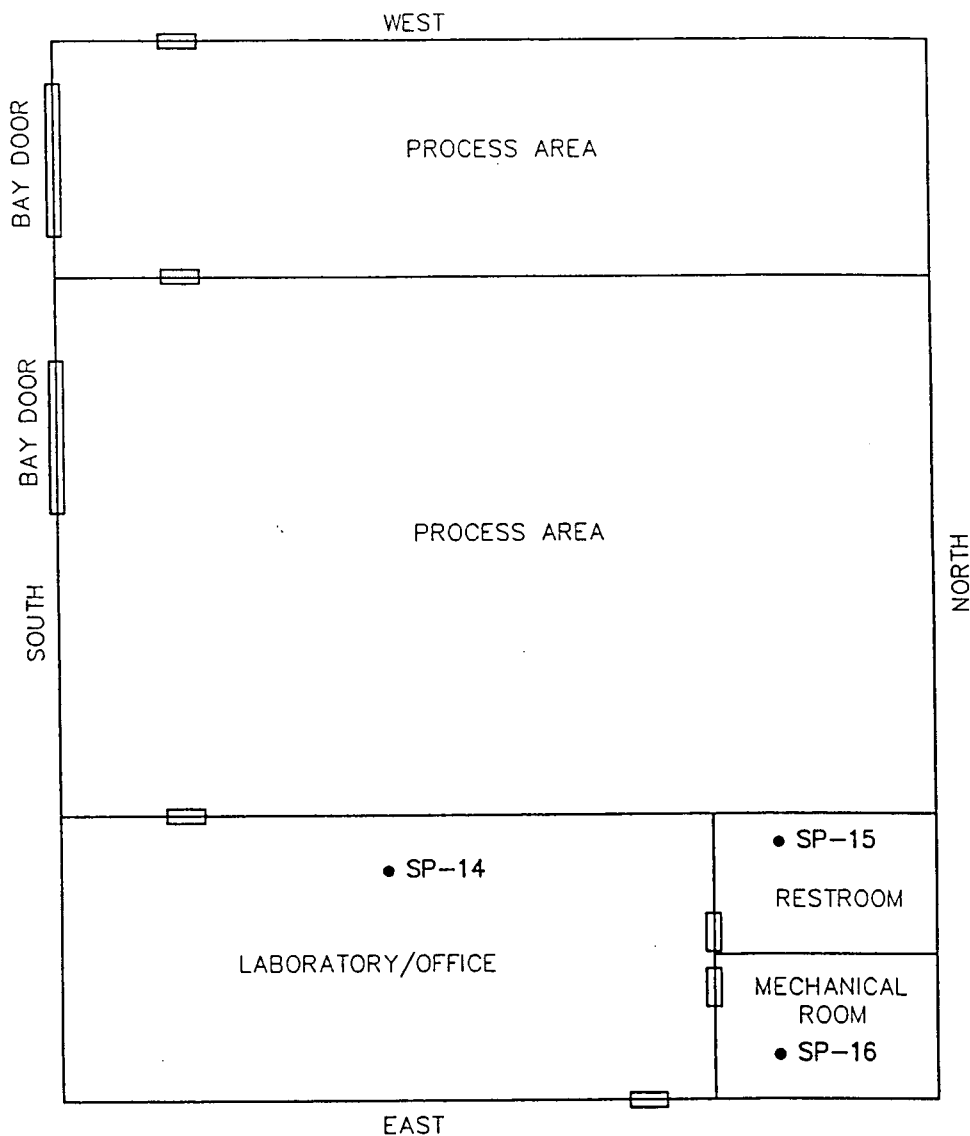 WEST
BAY DOOR
PROCESS AREA
BAY DOOR
PROCESS AREA
NORTH
SOUTH
SP-15
SP-14
RESTROOM
LABORATORY/OFFICE
MECHANICAL
ROOM
SP-16
EAST